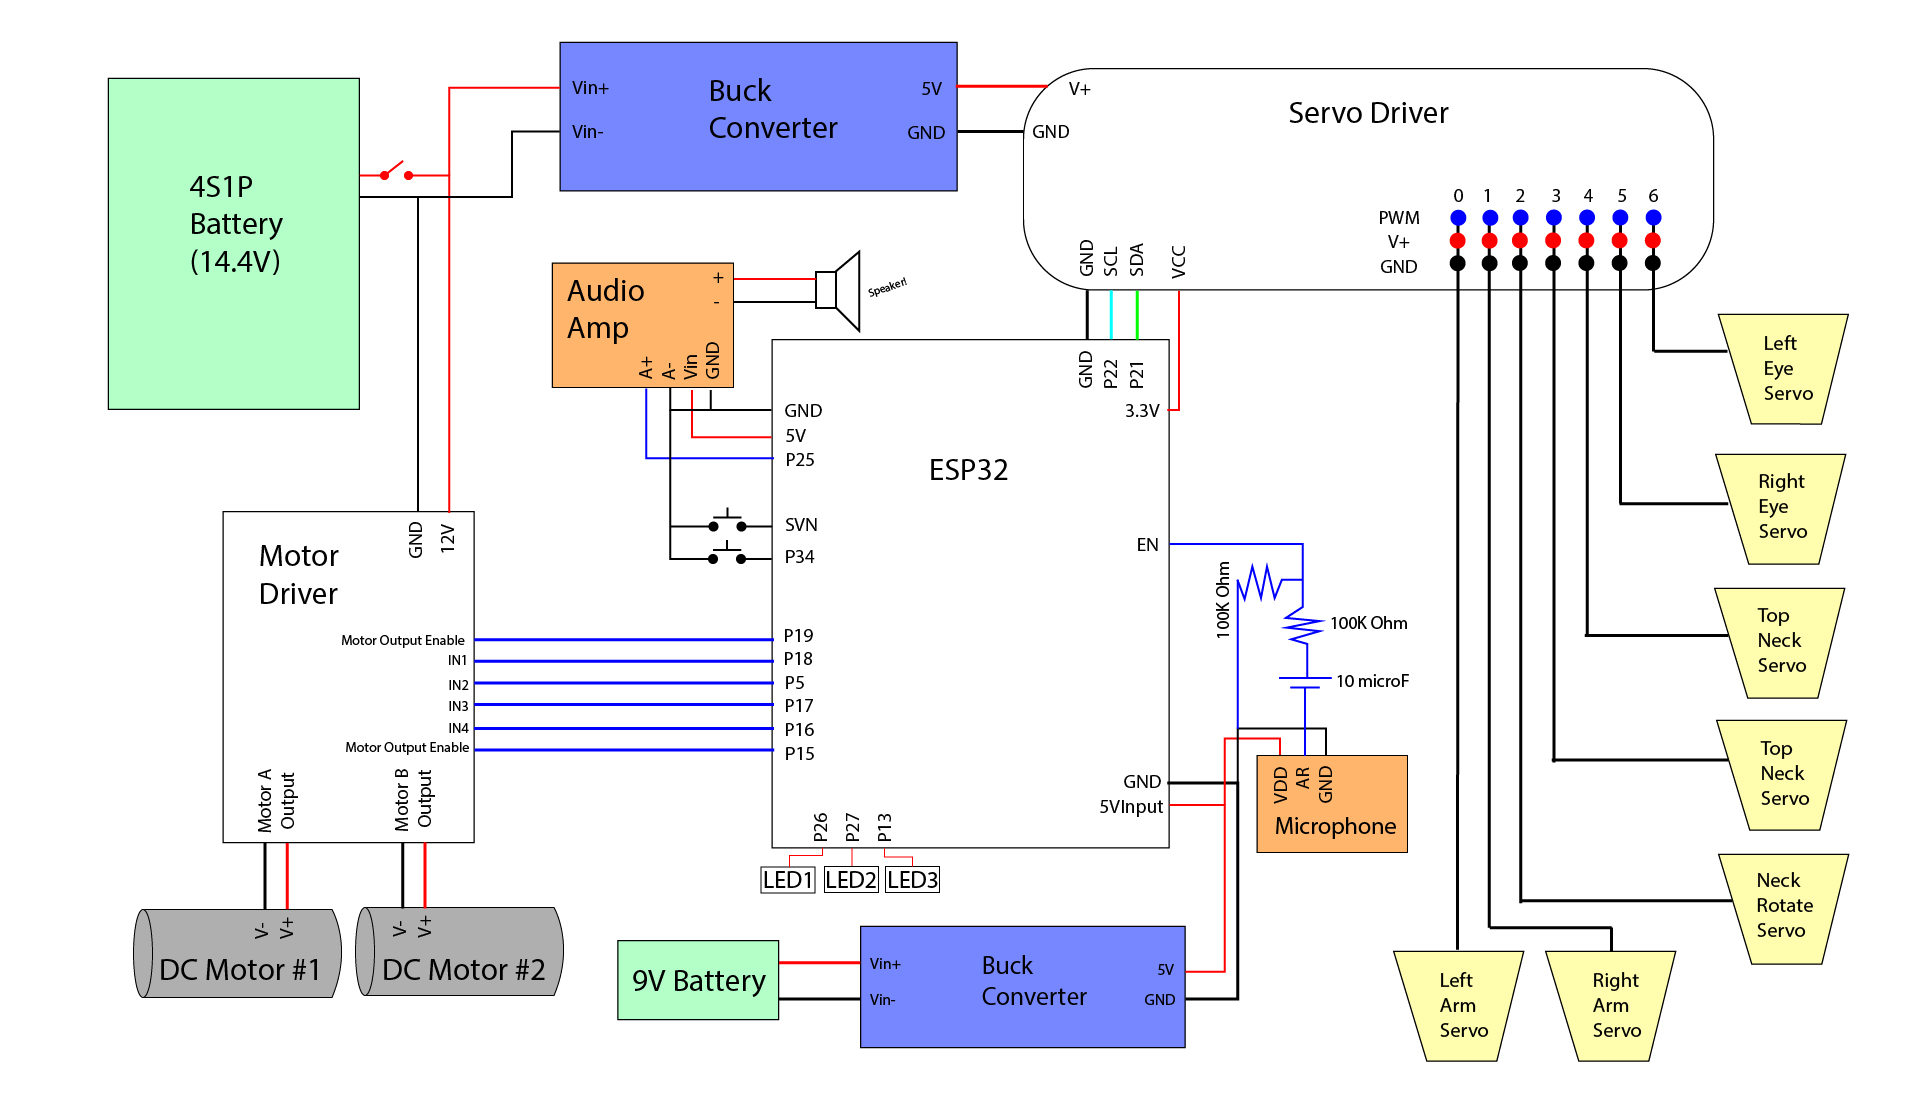 4S1P
Battery
(14.4V)
Vin+
Vin-
Buck
Converter
5V
GND
V+
GND
Servo Driver
0 1 2 3 4 5 6
PWM
V+
GND
GND
SCL
SDA
VCC
Audio
Amp
+
-
A+
A-
Vin
GND
Speaker!
GND
5V
P25
SVN
P34
P19
P18
P5
P17
P16
P15
ESP32
GND
P22
P21
3.3V
EN
GND
5VInput
P26
P27
P13
LED1
LED2
LED3
100K Ohm
100K Ohm
10 microF
VDD
AR
GND
Microphone
Motor
Driver
GND
12V
Motor Output Enable
IN1
IN2
IN3
IN4
Motor Output Enable
Motor A
Output
Motor B
Output
V-
V+
DC Motor #1
V-
V+
DC Motor #2
9V Battery
Vin+
Vin-
Buck
Converter
5V
GND
Left
Eye
Servo
Right
Eye
Servo
Top
Neck
Servo
Top
Neck
Servo
Neck
Rotate
Servo
Left
Arm
Servo
Right
Arm
Servo